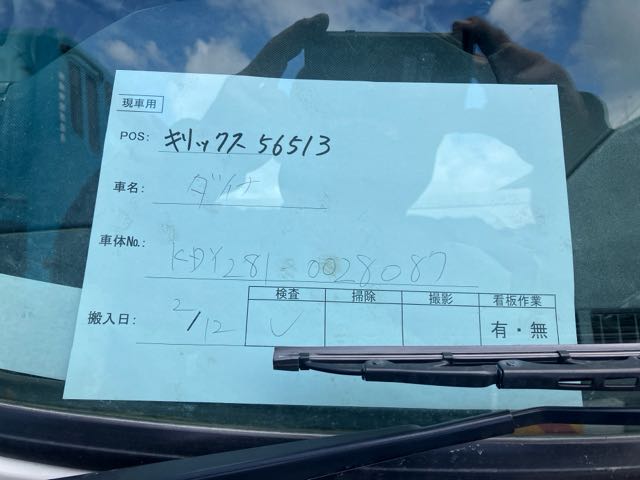 現車用
POS: キリックス 56513
車名: ダイナ
車体No.: KDY281-0028087
検査 掃除 撮影 看板作業
搬入日: 2/12 ✓ 有・無